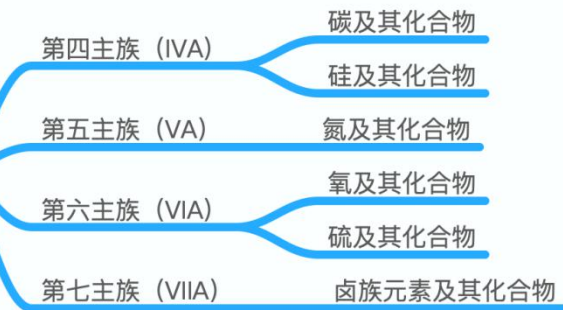 碳及其化合物
第四主族（IVA）
硅及其化合物
第五主族（VA） 氮及其化合物
氧及其化合物
第六主族（VIA）
硫及其化合物
第七主族（VIIA） 卤族元素及其化合物